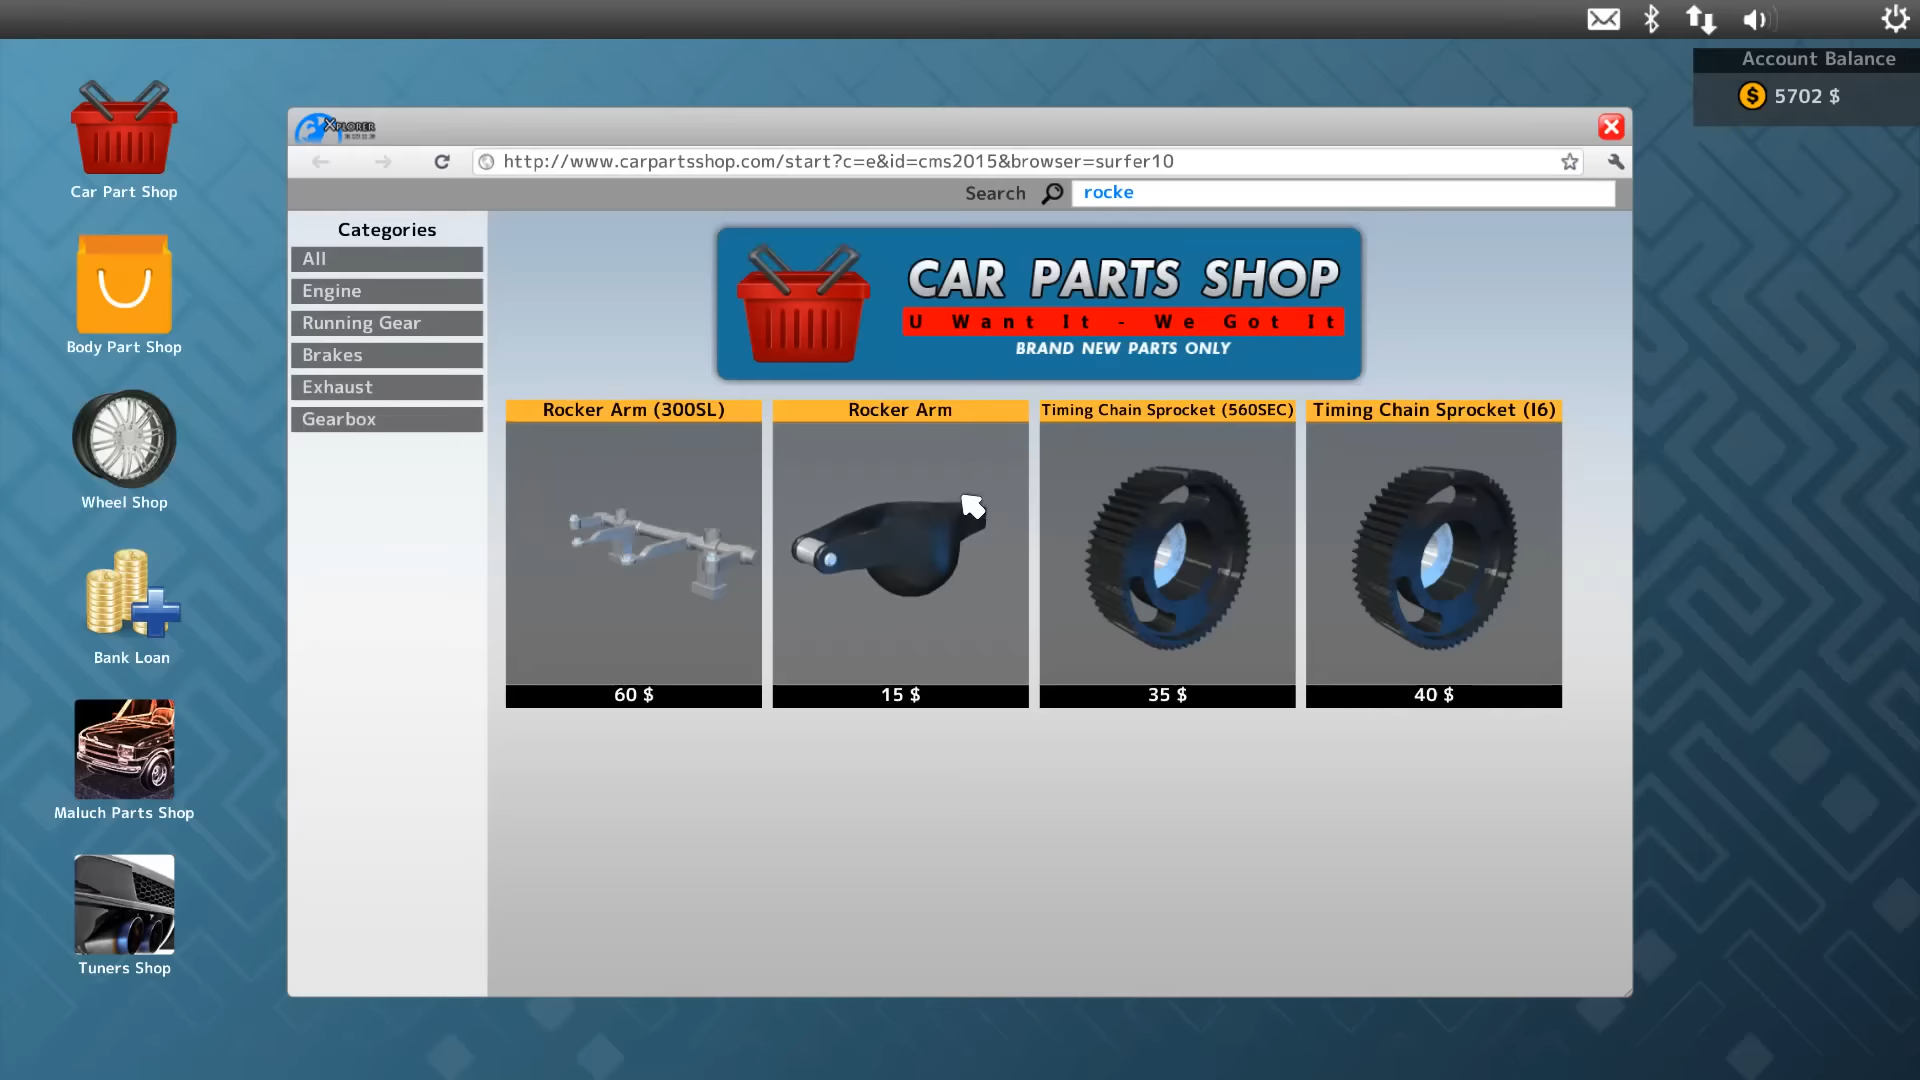 Account Balance
5702 $
Car Part Shop
Body Part Shop
Wheel Shop
Bank Loan
Maluch Parts Shop
Tuners Shop
XPLORER
http://www.carpartsshop.com/start?c=e&id=cms2015&browser=surfer10
Search rocke
Categories
All
Engine
Running Gear
Brakes
Exhaust
Gearbox
CAR PARTS SHOP
U Want It - We Got It
BRAND NEW PARTS ONLY
Rocker Arm (300SL)
60 $
Rocker Arm
15 $
Timing Chain Sprocket (560SEC)
35 $
Timing Chain Sprocket (I6)
40 $